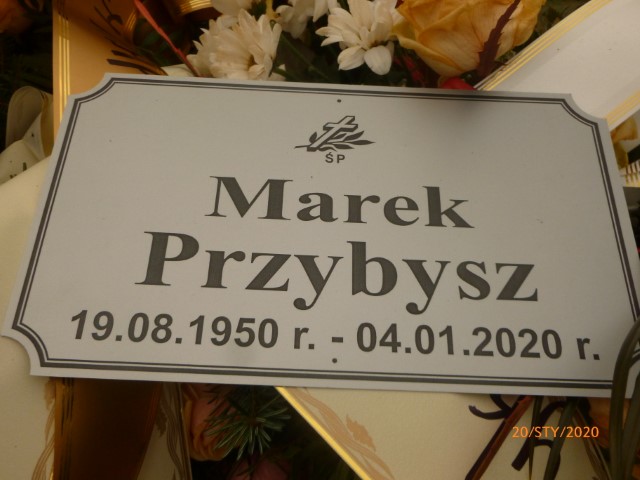 ŚP
Marek
Przybysz
19.08.1950 r. - 04.01.2020 r.
20/STY/2020